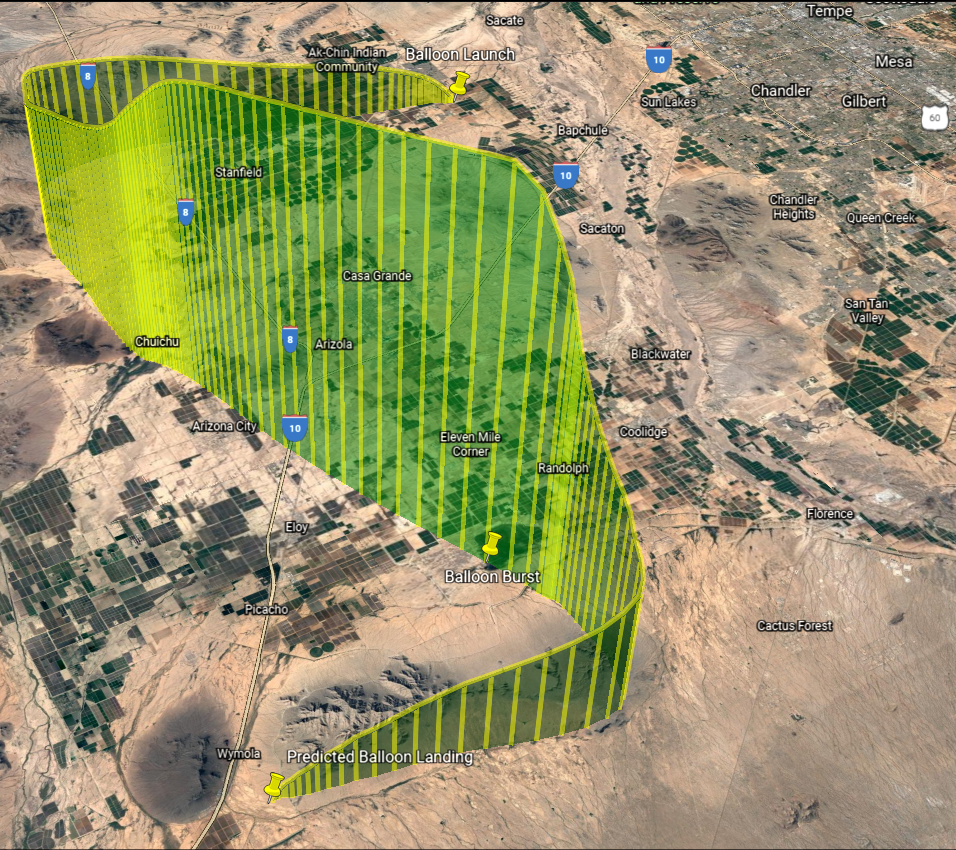 Tempe
Sacate
Ak-Chin Indian
Community
Balloon Launch
10
Mesa
8
Chandler
Gilbert
Sun Lakes
60
Bapchule
Stanfield
10
8
Chandler
Heights
Queen Creek
Sacaton
Casa Grande
San Tan
Valley
Chuichu
8
Arizola
Blackwater
Arizona City
10
Eleven Mile
Corner
Coolidge
Randolph
Florence
Eloy
Balloon Burst
Picacho
Cactus Forest
Wymola
Predicted Balloon Landing